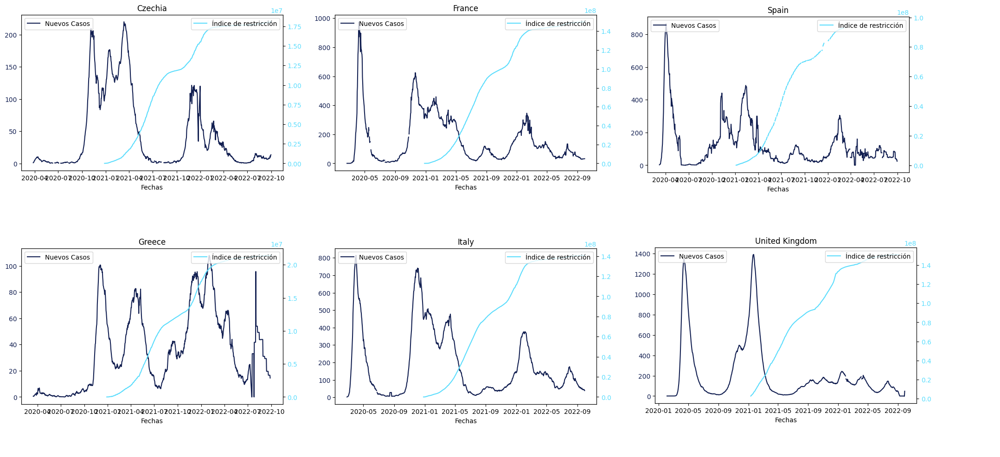 Czechia
1e7
Nuevos Casos
Índice de restricción
200
150
100
50
0
1.75
1.50
1.25
1.00
0.75
0.50
0.25
0.00
2020-04 2020-07 2020-10 2021-01 2021-04 2021-07 2021-10 2022-01 2022-04 2022-07 2022-10
Fechas
France
1e8
Nuevos Casos
Índice de restricción
1000
800
600
400
200
0
1.4
1.2
1.0
0.8
0.6
0.4
0.2
0.0
2020-05 2020-09 2021-01 2021-05 2021-09 2022-01 2022-05 2022-09
Fechas
Spain
1e8
Nuevos Casos
Índice de restricción
800
600
400
200
0
1.0
0.8
0.6
0.4
0.2
0.0
2020-04 2020-07 2020-10 2021-01 2021-04 2021-07 2021-10 2022-01 2022-04 2022-07 2022-10
Fechas
Greece
1e7
Nuevos Casos
Índice de restricción
100
80
60
40
20
0
2.0
1.5
1.0
0.5
0.0
2020-04 2020-07 2020-10 2021-01 2021-04 2021-07 2021-10 2022-01 2022-04 2022-07 2022-10
Fechas
Italy
1e8
Nuevos Casos
Índice de restricción
800
700
600
500
400
300
200
100
0
1.4
1.2
1.0
0.8
0.6
0.4
0.2
0.0
2020-05 2020-09 2021-01 2021-05 2021-09 2022-01 2022-05 2022-09
Fechas
United Kingdom
1e8
Nuevos Casos
Índice de restricción
1400
1200
1000
800
600
400
200
0
1.4
1.2
1.0
0.8
0.6
0.4
0.2
0.0
2020-01 2020-05 2020-09 2021-01 2021-05 2021-09 2022-01 2022-05 2022-09
Fechas